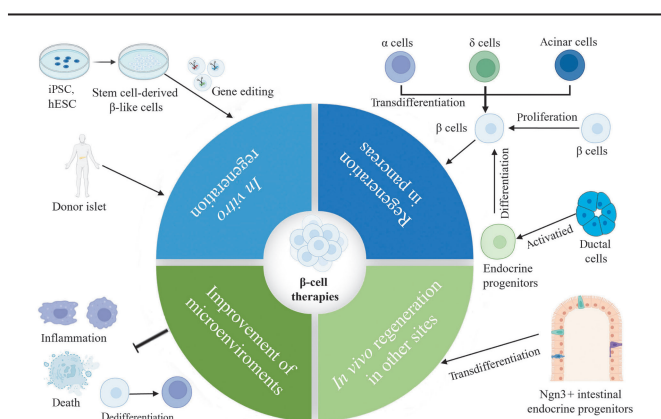 α cells
δ cells
Acinar cells
iPSC,
hESC
Stem cell-derived
β-like cells
Gene editing
Transdifferentiation
β cells
Proliferation
β cells
Differentiation
In vitro
regeneration
Regeneration
in pancreas
Donor islet
Activatied
Ductal
cells
Endocrine
progenitors
β-cell
therapies
Improvement of
microenviroments
In vivo regeneration
in other sites
Inflammation
Death
Dedifferentiation
Transdifferentiation
Ngn3+ intestinal
endocrine progenitors